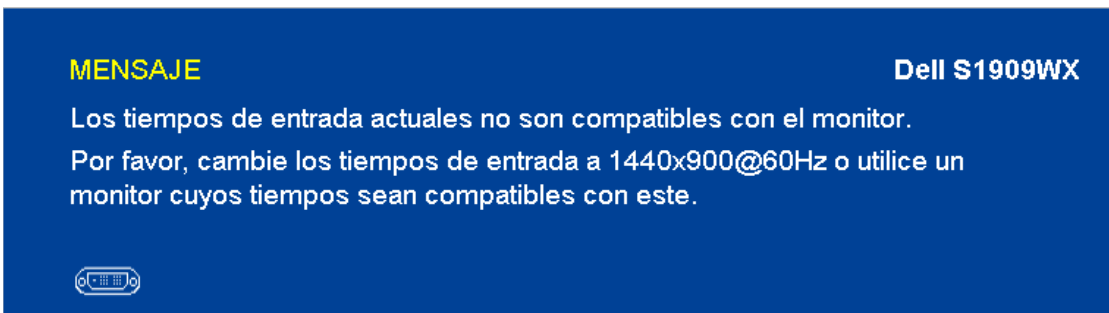 MENSAJE Dell S1909WX
Los tiempos de entrada actuales no son compatibles con el monitor.
Por favor, cambie los tiempos de entrada a 1440x900@60Hz o utilice un
monitor cuyos tiempos sean compatibles con este.